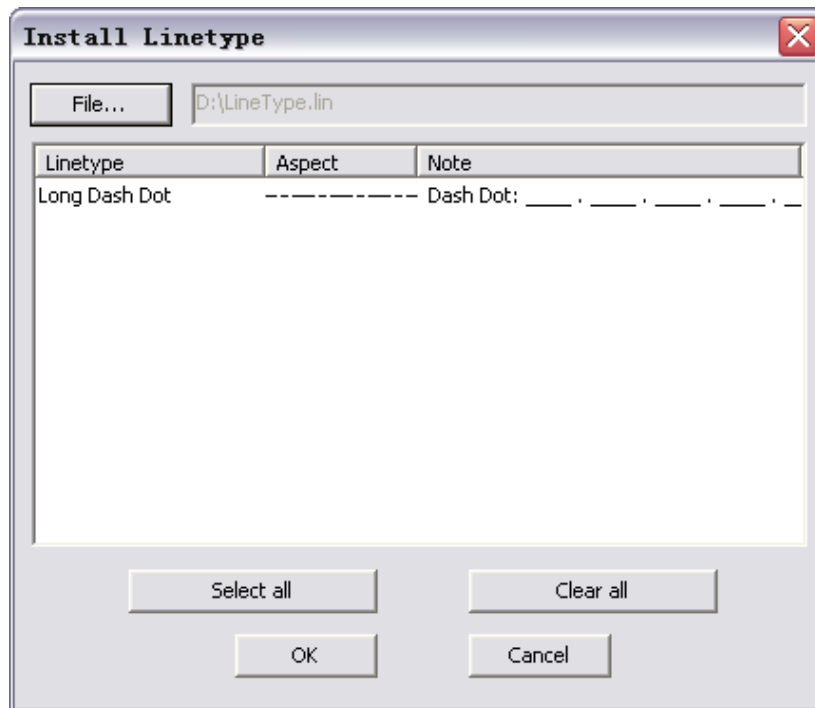 Install Linetype
File... D:\LineType.lin
Linetype Aspect Note
Long Dash Dot Dash Dot: ____ . ____ . ____ . ____ . __
Select all Clear all
OK Cancel